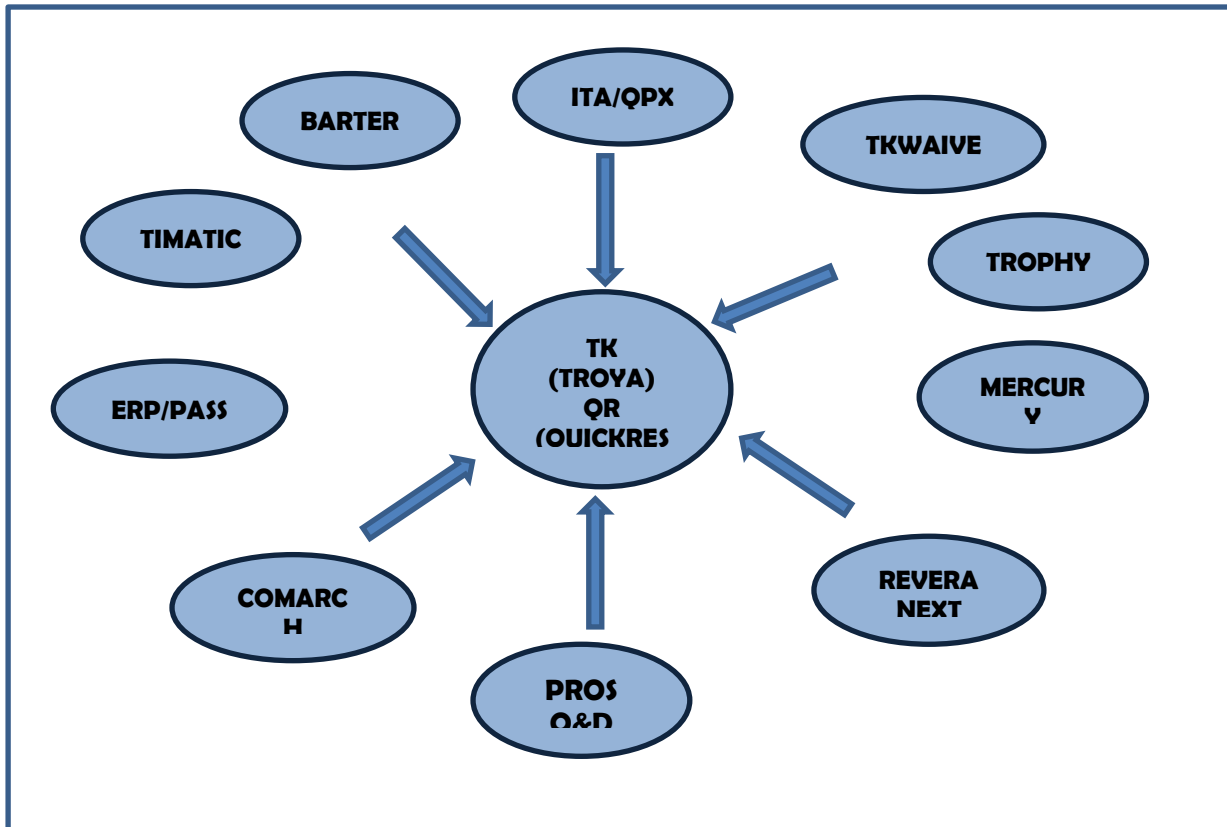 ITA/QPX
BARTER
TKWAIVE
TIMATIC
TROPHY
TK
(TROYA)
QR
(QUICKRES
MERCUR
Y
ERP/PASS
COMARC
H
REVERA
NEXT
PROS
O&D